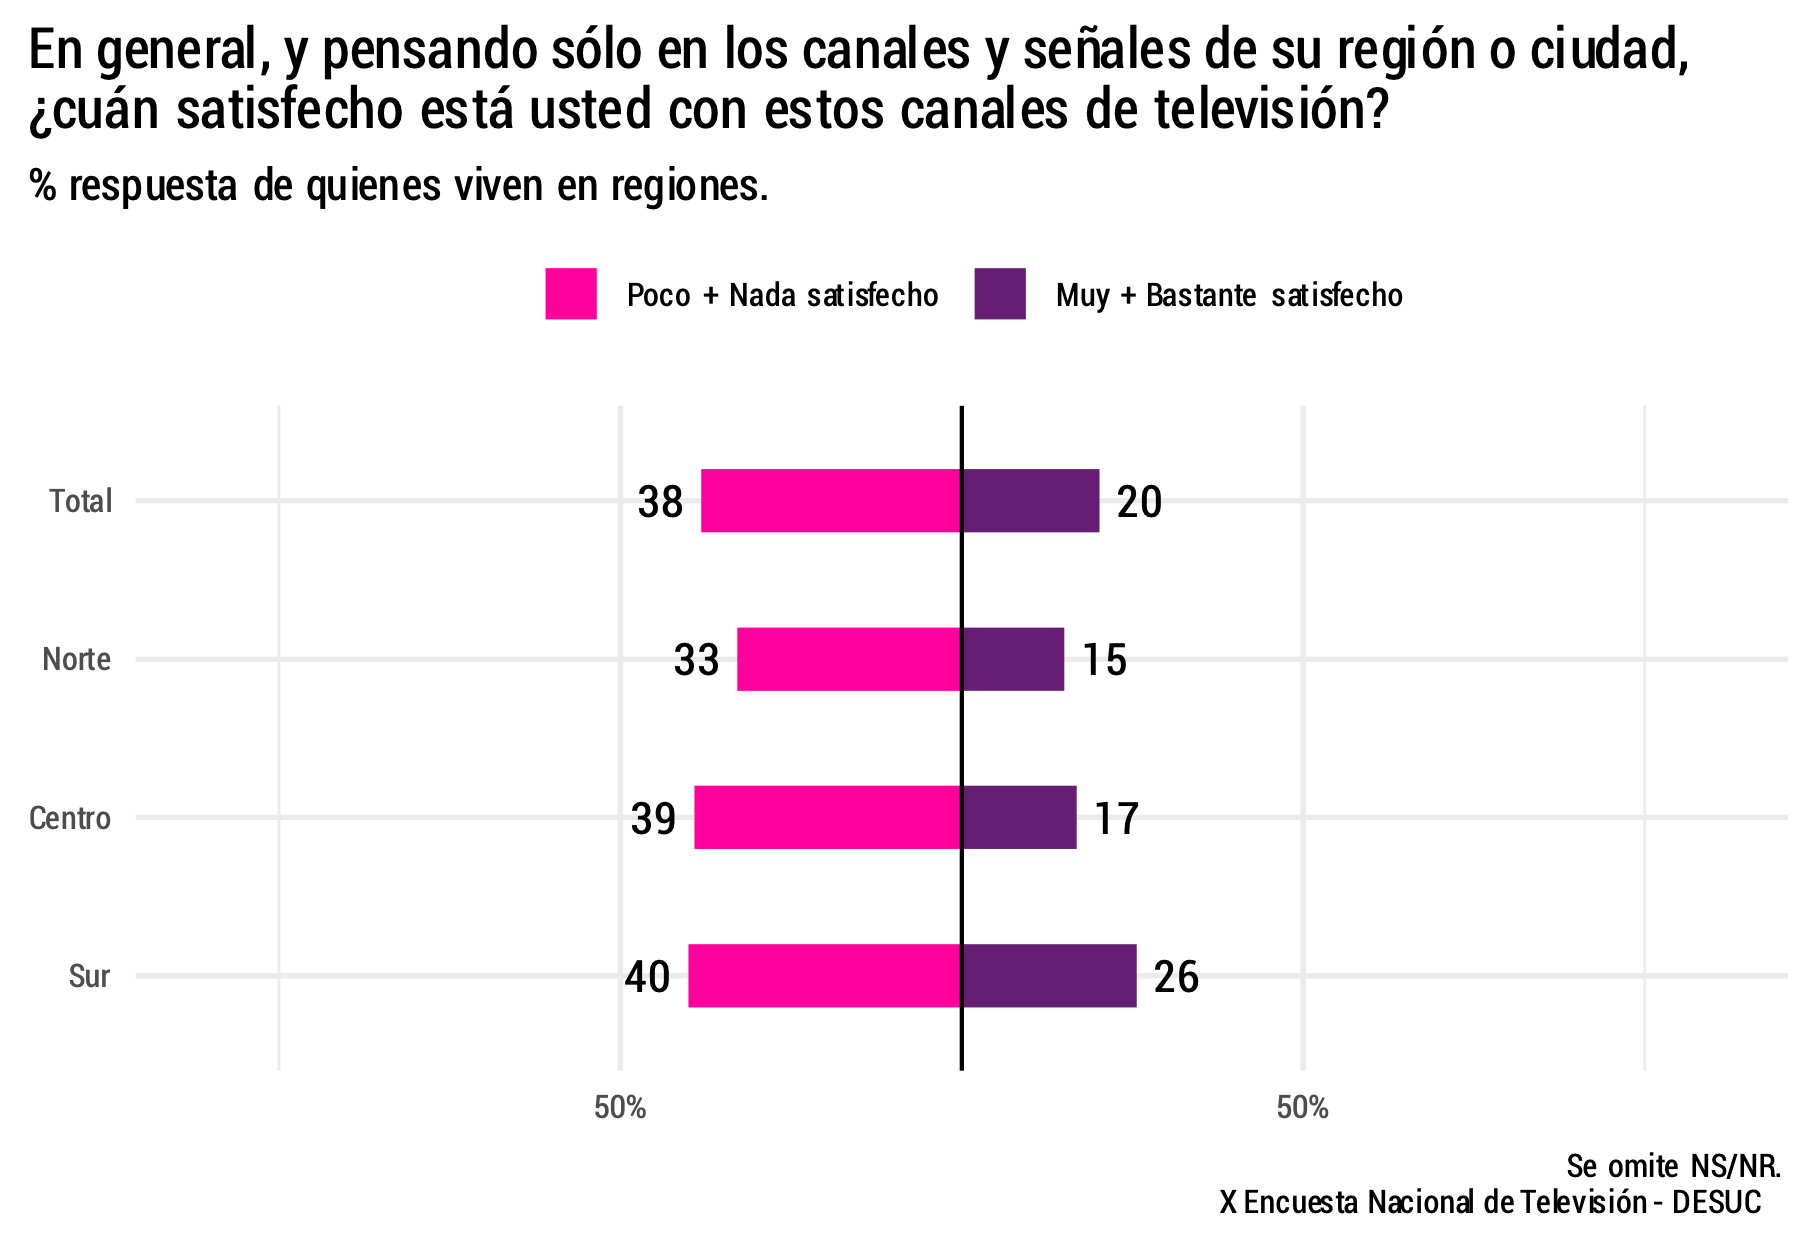 En general, y pensando sólo en los canales y señales de su región o ciudad,
¿cuán satisfecho está usted con estos canales de televisión?
% respuesta de quienes viven en regiones.
Poco + Nada satisfecho Muy + Bastante satisfecho
Total 38 20
Norte 33 15
Centro 39 17
Sur 40 26
50% 50%
Se omite NS/NR.
X Encuesta Nacional de Televisión - DESUC